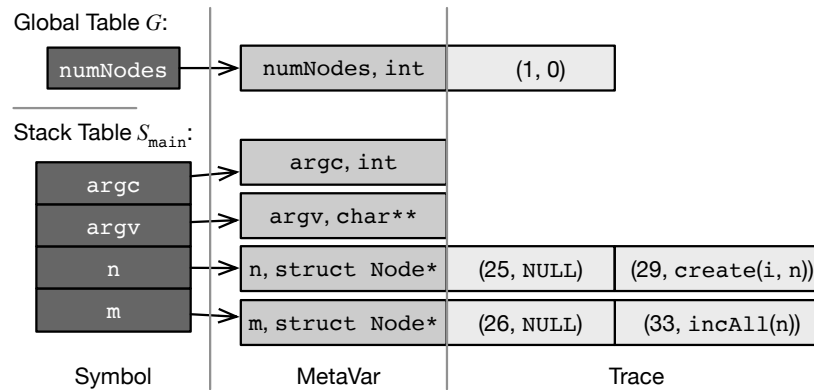 Global Table G:
numNodes numNodes, int (1, 0)
Stack Table Smain:
argc argc, int
argv argv, char**
n n, struct Node* (25, NULL) (29, create(i, n))
m m, struct Node* (26, NULL) (33, incAll(n))
Symbol MetaVar Trace